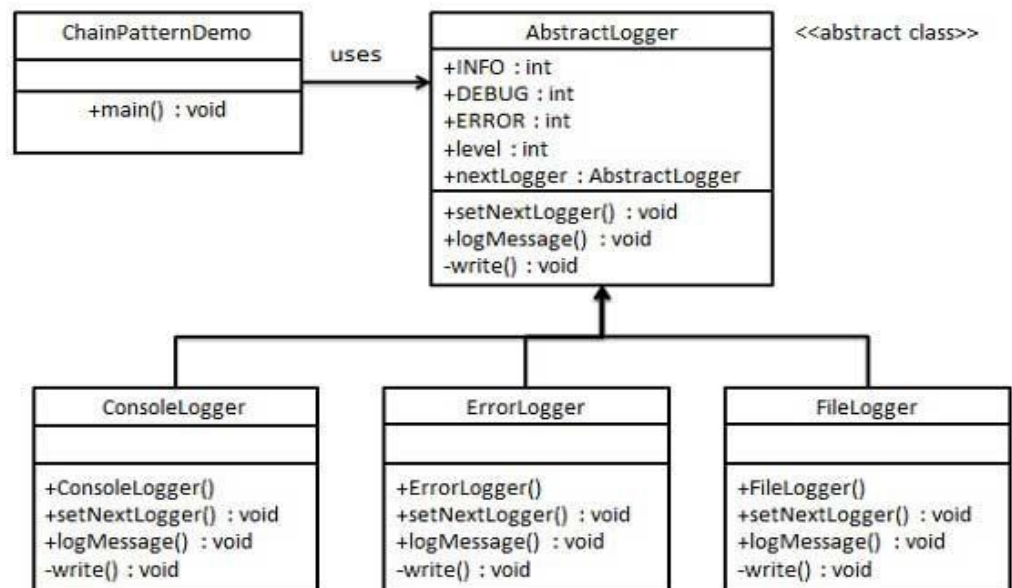 ChainPatternDemo
+main() : void
uses
AbstractLogger
<<abstract class>>
+INFO : int
+DEBUG : int
+ERROR : int
+level : int
+nextLogger : AbstractLogger
+setNextLogger() : void
+logMessage() : void
-write() : void
ConsoleLogger
+ConsoleLogger()
+setNextLogger() : void
+logMessage() : void
-write() : void
ErrorLogger
+ErrorLogger()
+setNextLogger() : void
+logMessage() : void
-write() : void
FileLogger
+FileLogger()
+setNextLogger() : void
+logMessage() : void
-write() : void